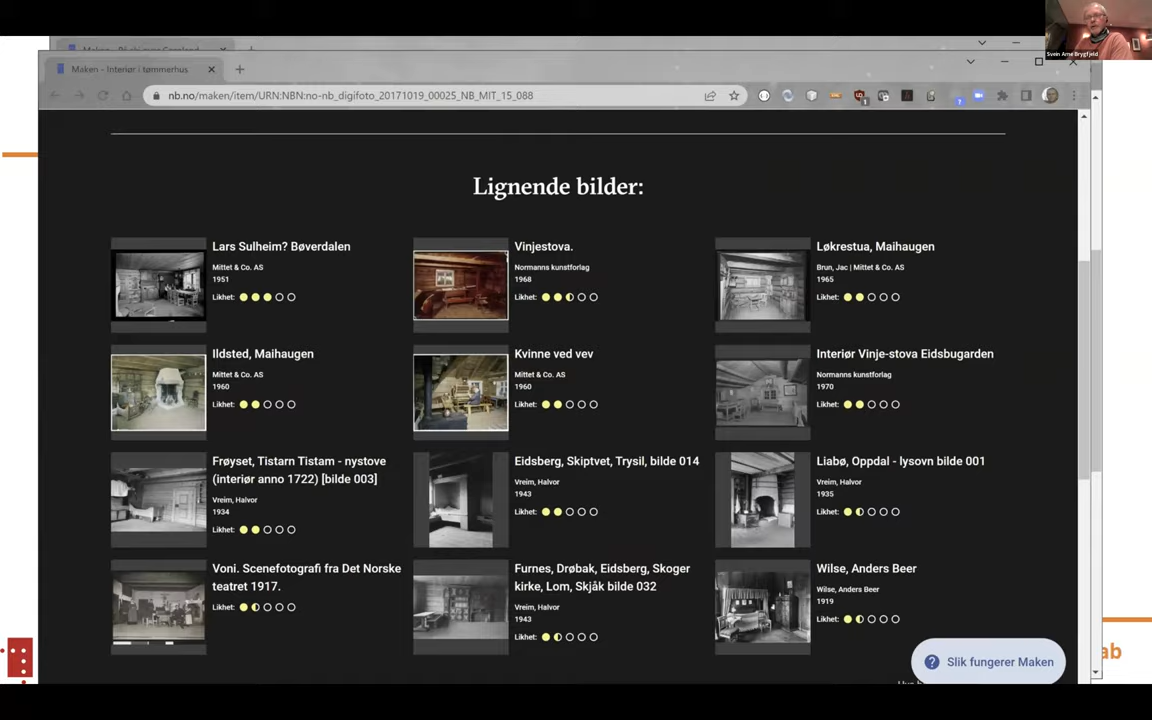 Svein Arne Brygfjeld
Maken - Interiør i tømmerhus
nb.no/maken/item/URN:NBN:no-nb_digifoto_20171019_00025_NB_MIT_15_088
Lignende bilder:
Lars Sulheim? Bøverdalen
Mittet & Co. AS
1951
Likhet:
Vinjestova.
Normanns kunstforlag
1968
Likhet:
Løkrestua, Maihaugen
Brun, Jac | Mittet & Co. AS
1965
Likhet:
Ildsted, Maihaugen
Mittet & Co. AS
1960
Likhet:
Kvinne ved vev
Mittet & Co. AS
1960
Likhet:
Interiør Vinje-stova Eidsbugarden
Normanns kunstforlag
1970
Likhet:
Frøyset, Tistarn Tistam - nystove
(interiør anno 1722) [bilde 003]
Vreim, Halvor
1934
Likhet:
Eidsberg, Skiptvet, Trysil, bilde 014
Vreim, Halvor
1943
Likhet:
Liabø, Oppdal - lysovn bilde 001
Vreim, Halvor
1935
Likhet:
Voni. Scenefotografi fra Det Norske
teatret 1917.
Likhet:
Furnes, Drøbak, Eidsberg, Skoger
kirke, Lom, Skjåk bilde 032
Vreim, Halvor
1943
Likhet:
Wilse, Anders Beer
Wilse, Anders Beer
1919
Likhet:
? Slik fungerer Maken
ab